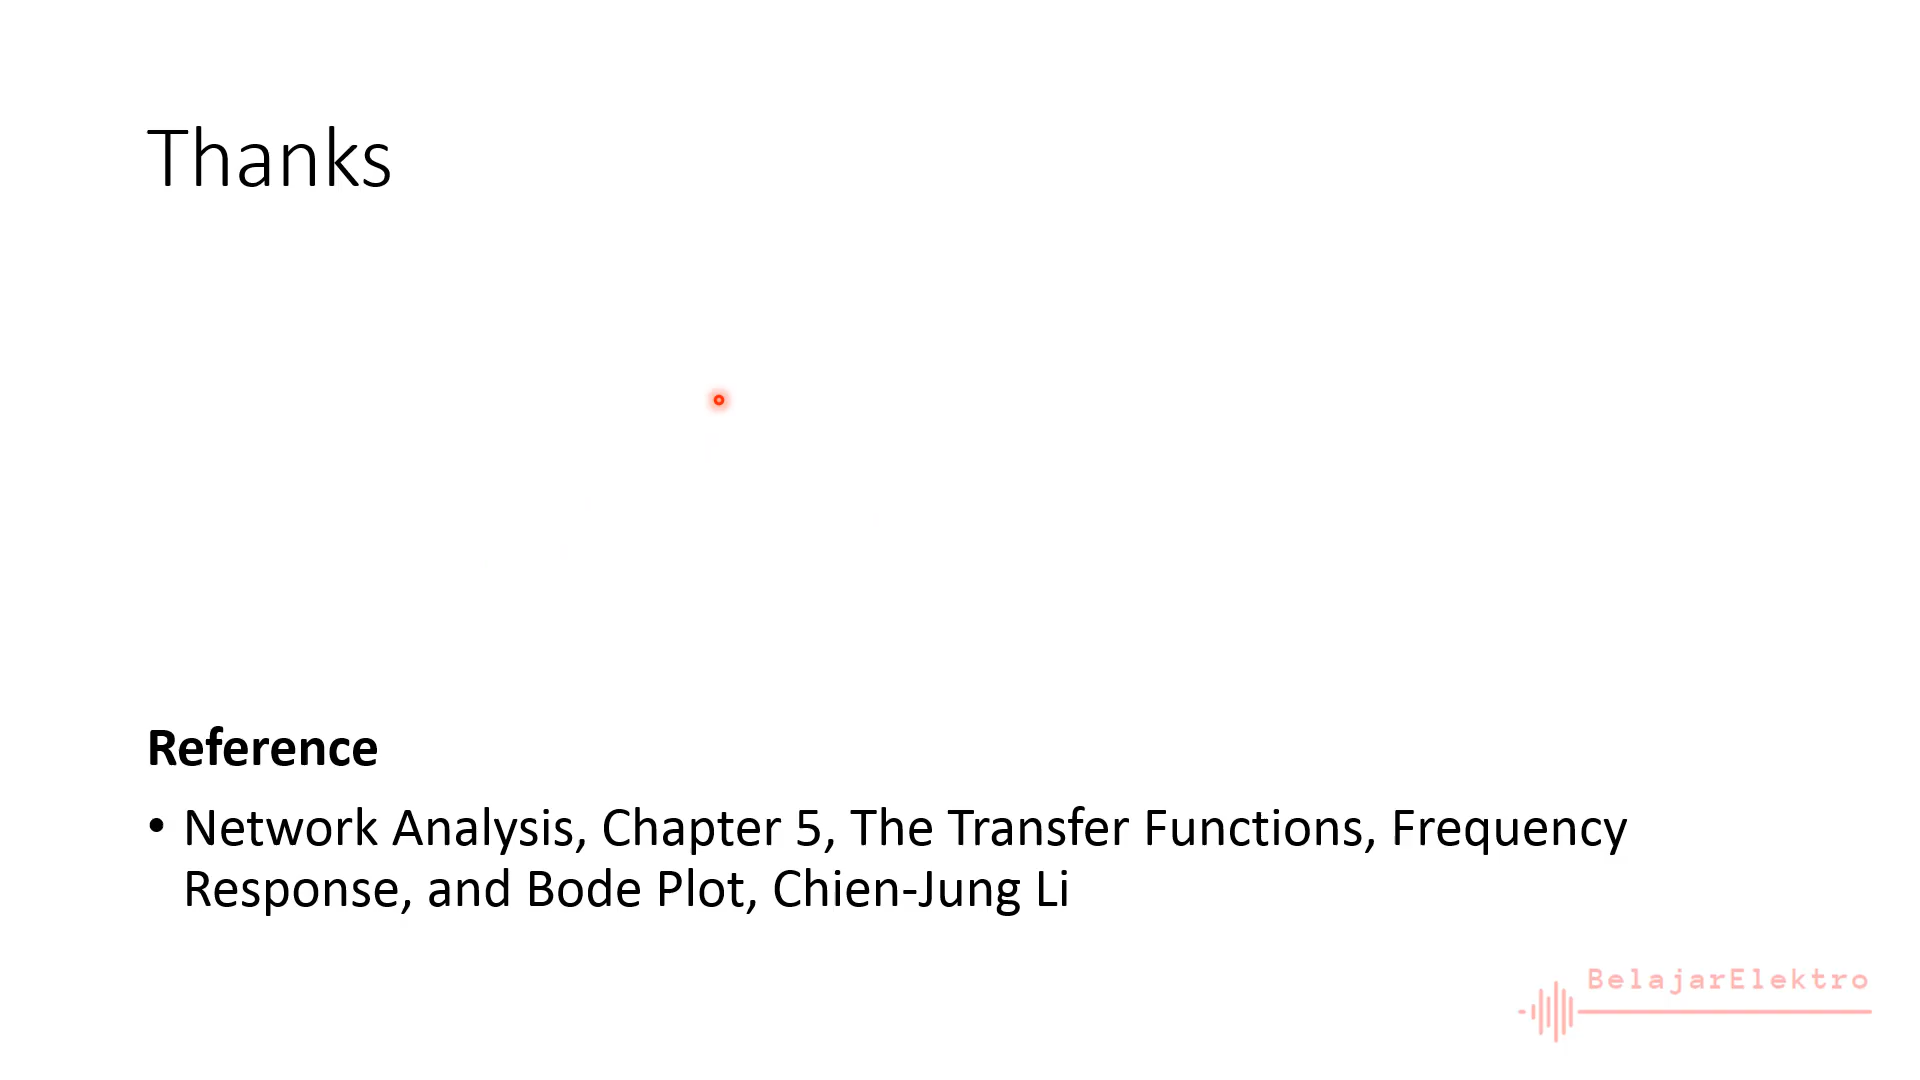 Thanks
Reference
• Network Analysis, Chapter 5, The Transfer Functions, Frequency
Response, and Bode Plot, Chien-Jung Li
BelajarElektro